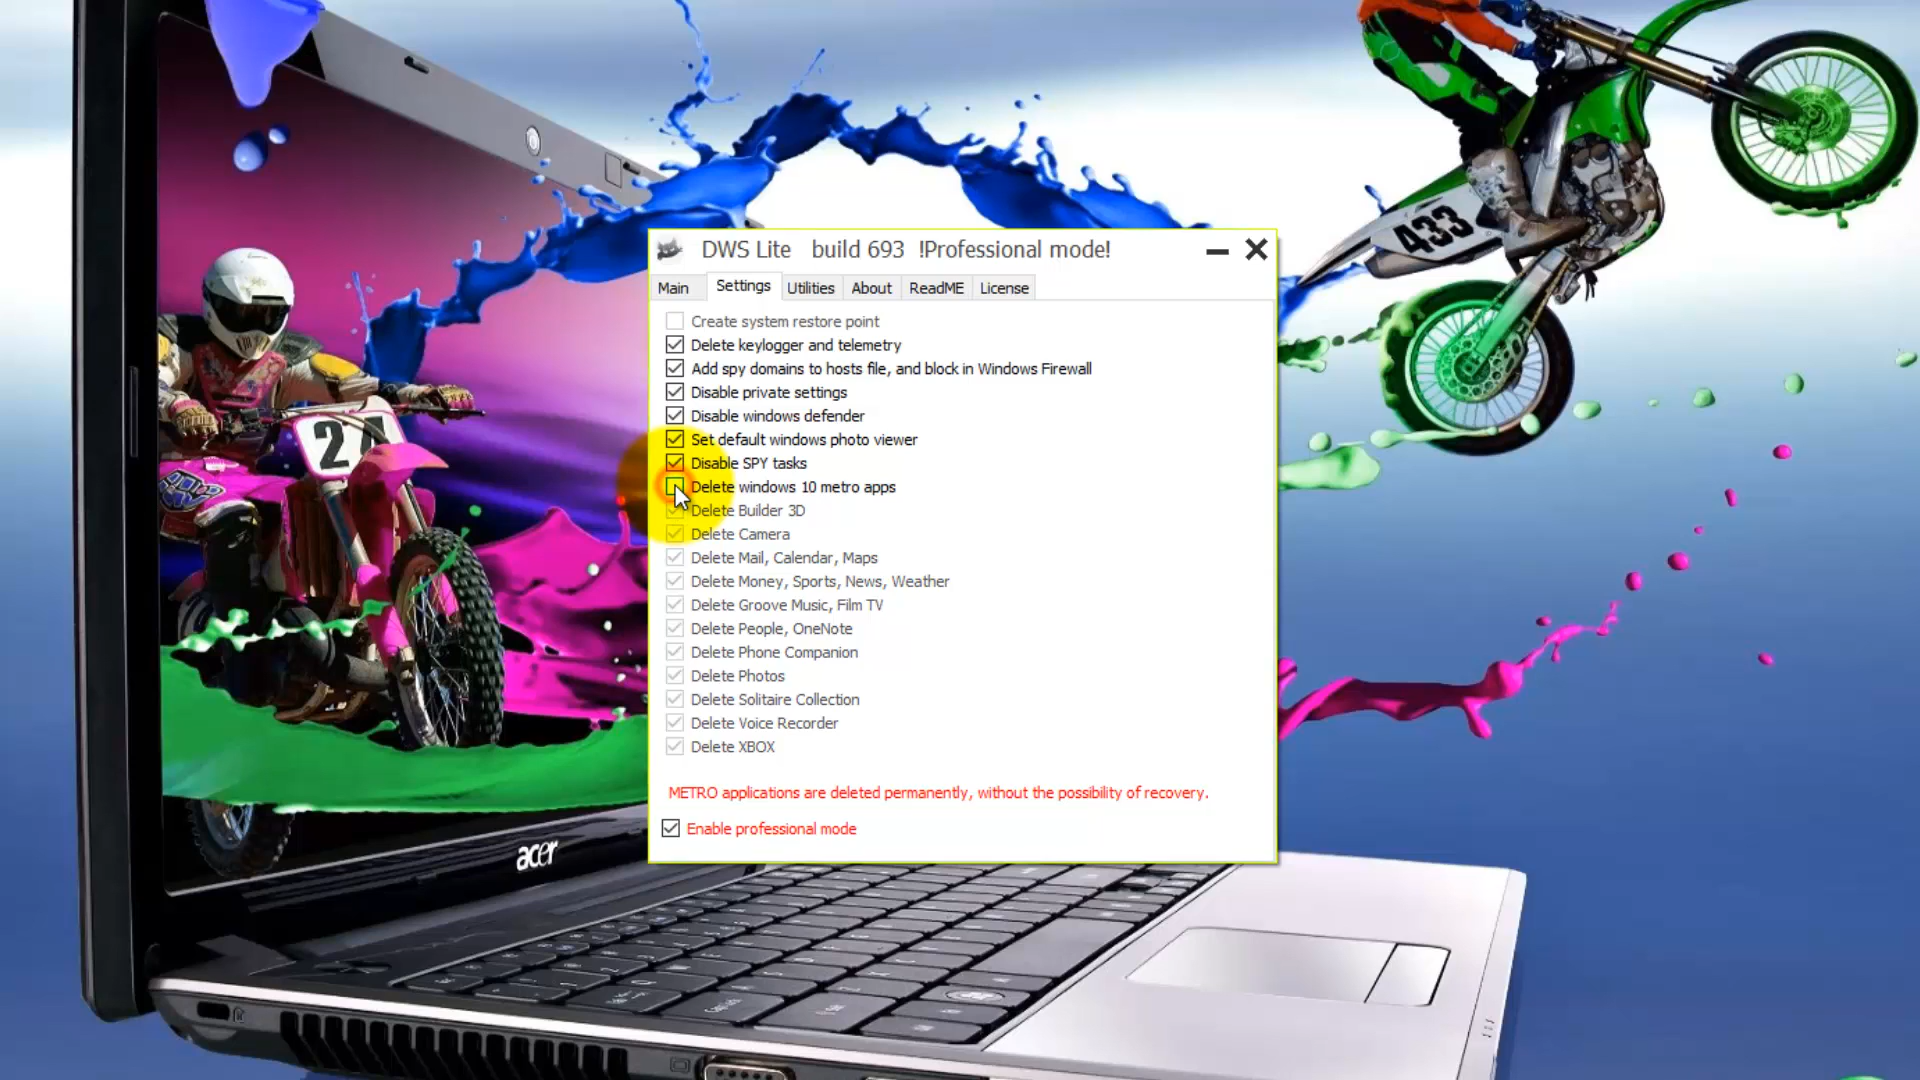 DWS Lite build 693 !Professional mode!
Main Settings Utilities About ReadME License
Create system restore point
Delete keylogger and telemetry
Add spy domains to hosts file, and block in Windows Firewall
Disable private settings
Disable windows defender
Set default windows photo viewer
Disable SPY tasks
Delete windows 10 metro apps
Delete Builder 3D
Delete Camera
Delete Mail, Calendar, Maps
Delete Money, Sports, News, Weather
Delete Groove Music, Film TV
Delete People, OneNote
Delete Phone Companion
Delete Photos
Delete Solitaire Collection
Delete Voice Recorder
Delete XBOX
METRO applications are deleted permanently, without the possibility of recovery.
Enable professional mode
433
24
acer